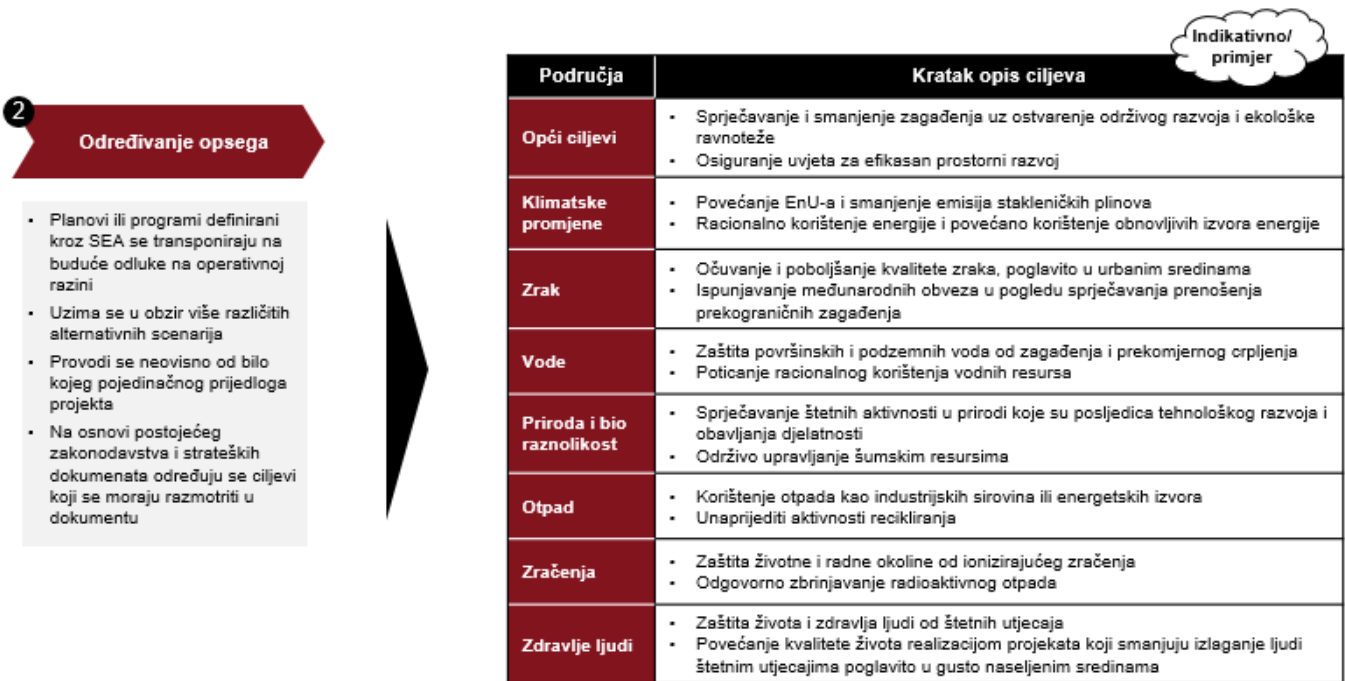 2
Određivanje opsega
▪ Planovi ili programi definirani
kroz SEA se transponiraju na
buduće odluke na operativnoj
razini
▪ Uzima se u obzir više različitih
alternativnih scenarija
▪ Provodi se neovisno od bilo
kojeg pojedinačnog prijedloga
projekta
▪ Na osnovi postojećeg
zakonodavstva i strateških
dokumenata određuju se ciljevi
koji se moraju razmotriti u
dokumentu
Indikativno/
primjer
Područja
Kratak opis ciljeva
Opći ciljevi
▪ Sprječavanje i smanjenje zagađenja uz ostvarenje održivog razvoja i ekološke
ravnoteže
▪ Osiguranje uvjeta za efikasan prostorni razvoj
Klimatske
promjene
▪ Povećanje EnU-a i smanjenje emisija stakleničkih plinova
▪ Racionalno korištenje energije i povećano korištenje obnovljivih izvora energije
Zrak
▪ Očuvanje i poboljšanje kvalitete zraka, poglavito u urbanim sredinama
▪ Ispunjavanje međunarodnih obveza u pogledu sprječavanja prenošenja
prekograničnih zagađenja
Vode
▪ Zaštita površinskih i podzemnih voda od zagađenja i prekomjernog crpljenja
▪ Poticanje racionalnog korištenja vodnih resursa
Priroda i bio
raznolikost
▪ Sprječavanje štetnih aktivnosti u prirodi koje su posljedica tehnološkog razvoja i
obavljanja djelatnosti
▪ Održivo upravljanje šumskim resursima
Otpad
▪ Korištenje otpada kao industrijskih sirovina ili energetskih izvora
▪ Unaprijediti aktivnosti recikliranja
Zračenja
▪ Zaštita životne i radne okoline od ionizirajućeg zračenja
▪ Odgovorno zbrinjavanje radioaktivnog otpada
Zdravlje ljudi
▪ Zaštita života i zdravlja ljudi od štetnih utjecaja
▪ Povećanje kvalitete života realizacijom projekata koji smanjuju izlaganje ljudi
štetnim utjecajima poglavito u gusto naseljenim sredinama